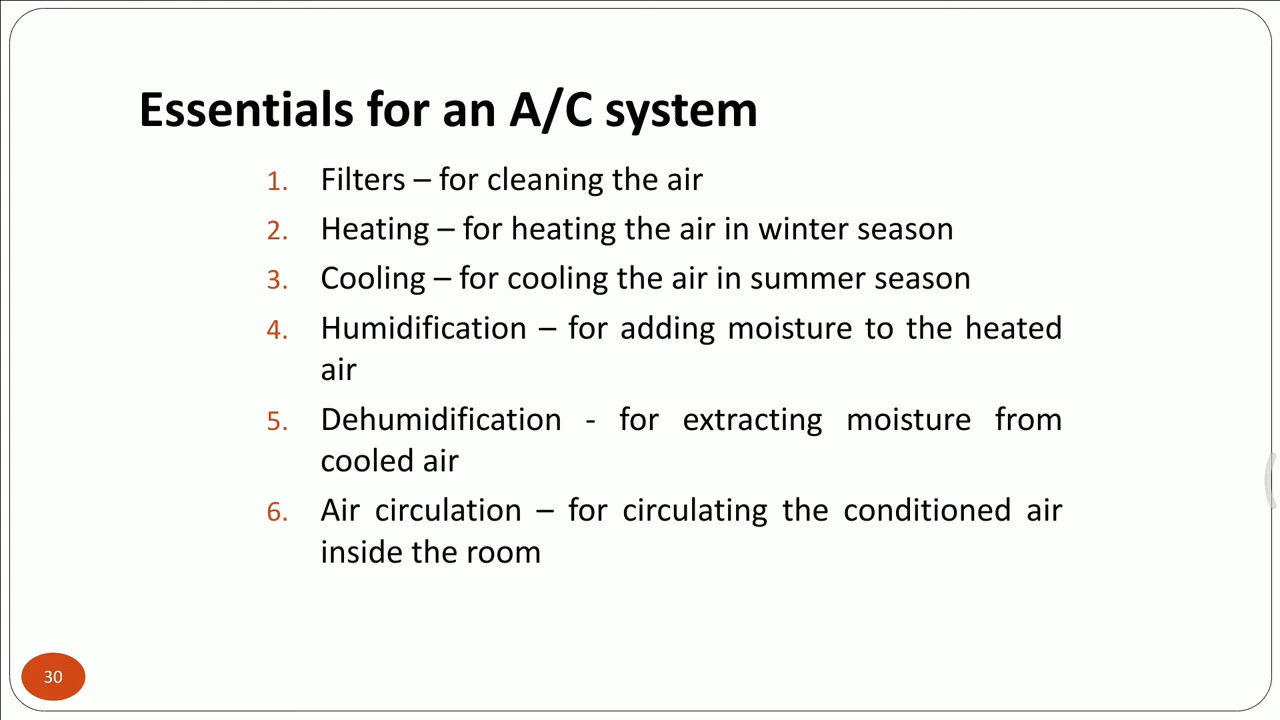 Essentials for an A/C system
1. Filters – for cleaning the air
2. Heating – for heating the air in winter season
3. Cooling – for cooling the air in summer season
4. Humidification – for adding moisture to the heated
air
5. Dehumidification - for extracting moisture from
cooled air
6. Air circulation – for circulating the conditioned air
inside the room
30